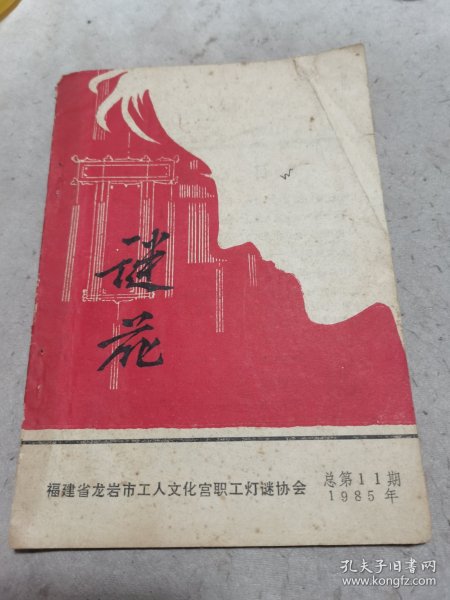 谜花
福建省龙岩市工人文化宫职工灯谜协会
总第11期
1985年
孔夫子旧书网
www.kongfz.com